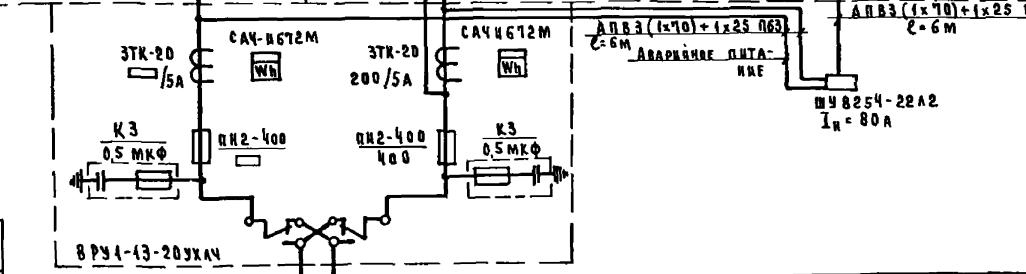 АПВ3(1х70)+1х25 П63
ℓ=6м
АПВ3(1х70)+1х25 П
ℓ=6м
АВАРИЙНОЕ ПИТА-
НИЕ
САЧ-И672М
САЧИ672М
3ТК-20
/5А
Wh
3ТК-20
200/5А
Wh
ШУ8254-22А2
Iн = 80А
К3
0,5 МКФ
ПН2-400
ПН2-400
400
К3
0,5 МКФ
ВРУ1-13-20УХЛ4